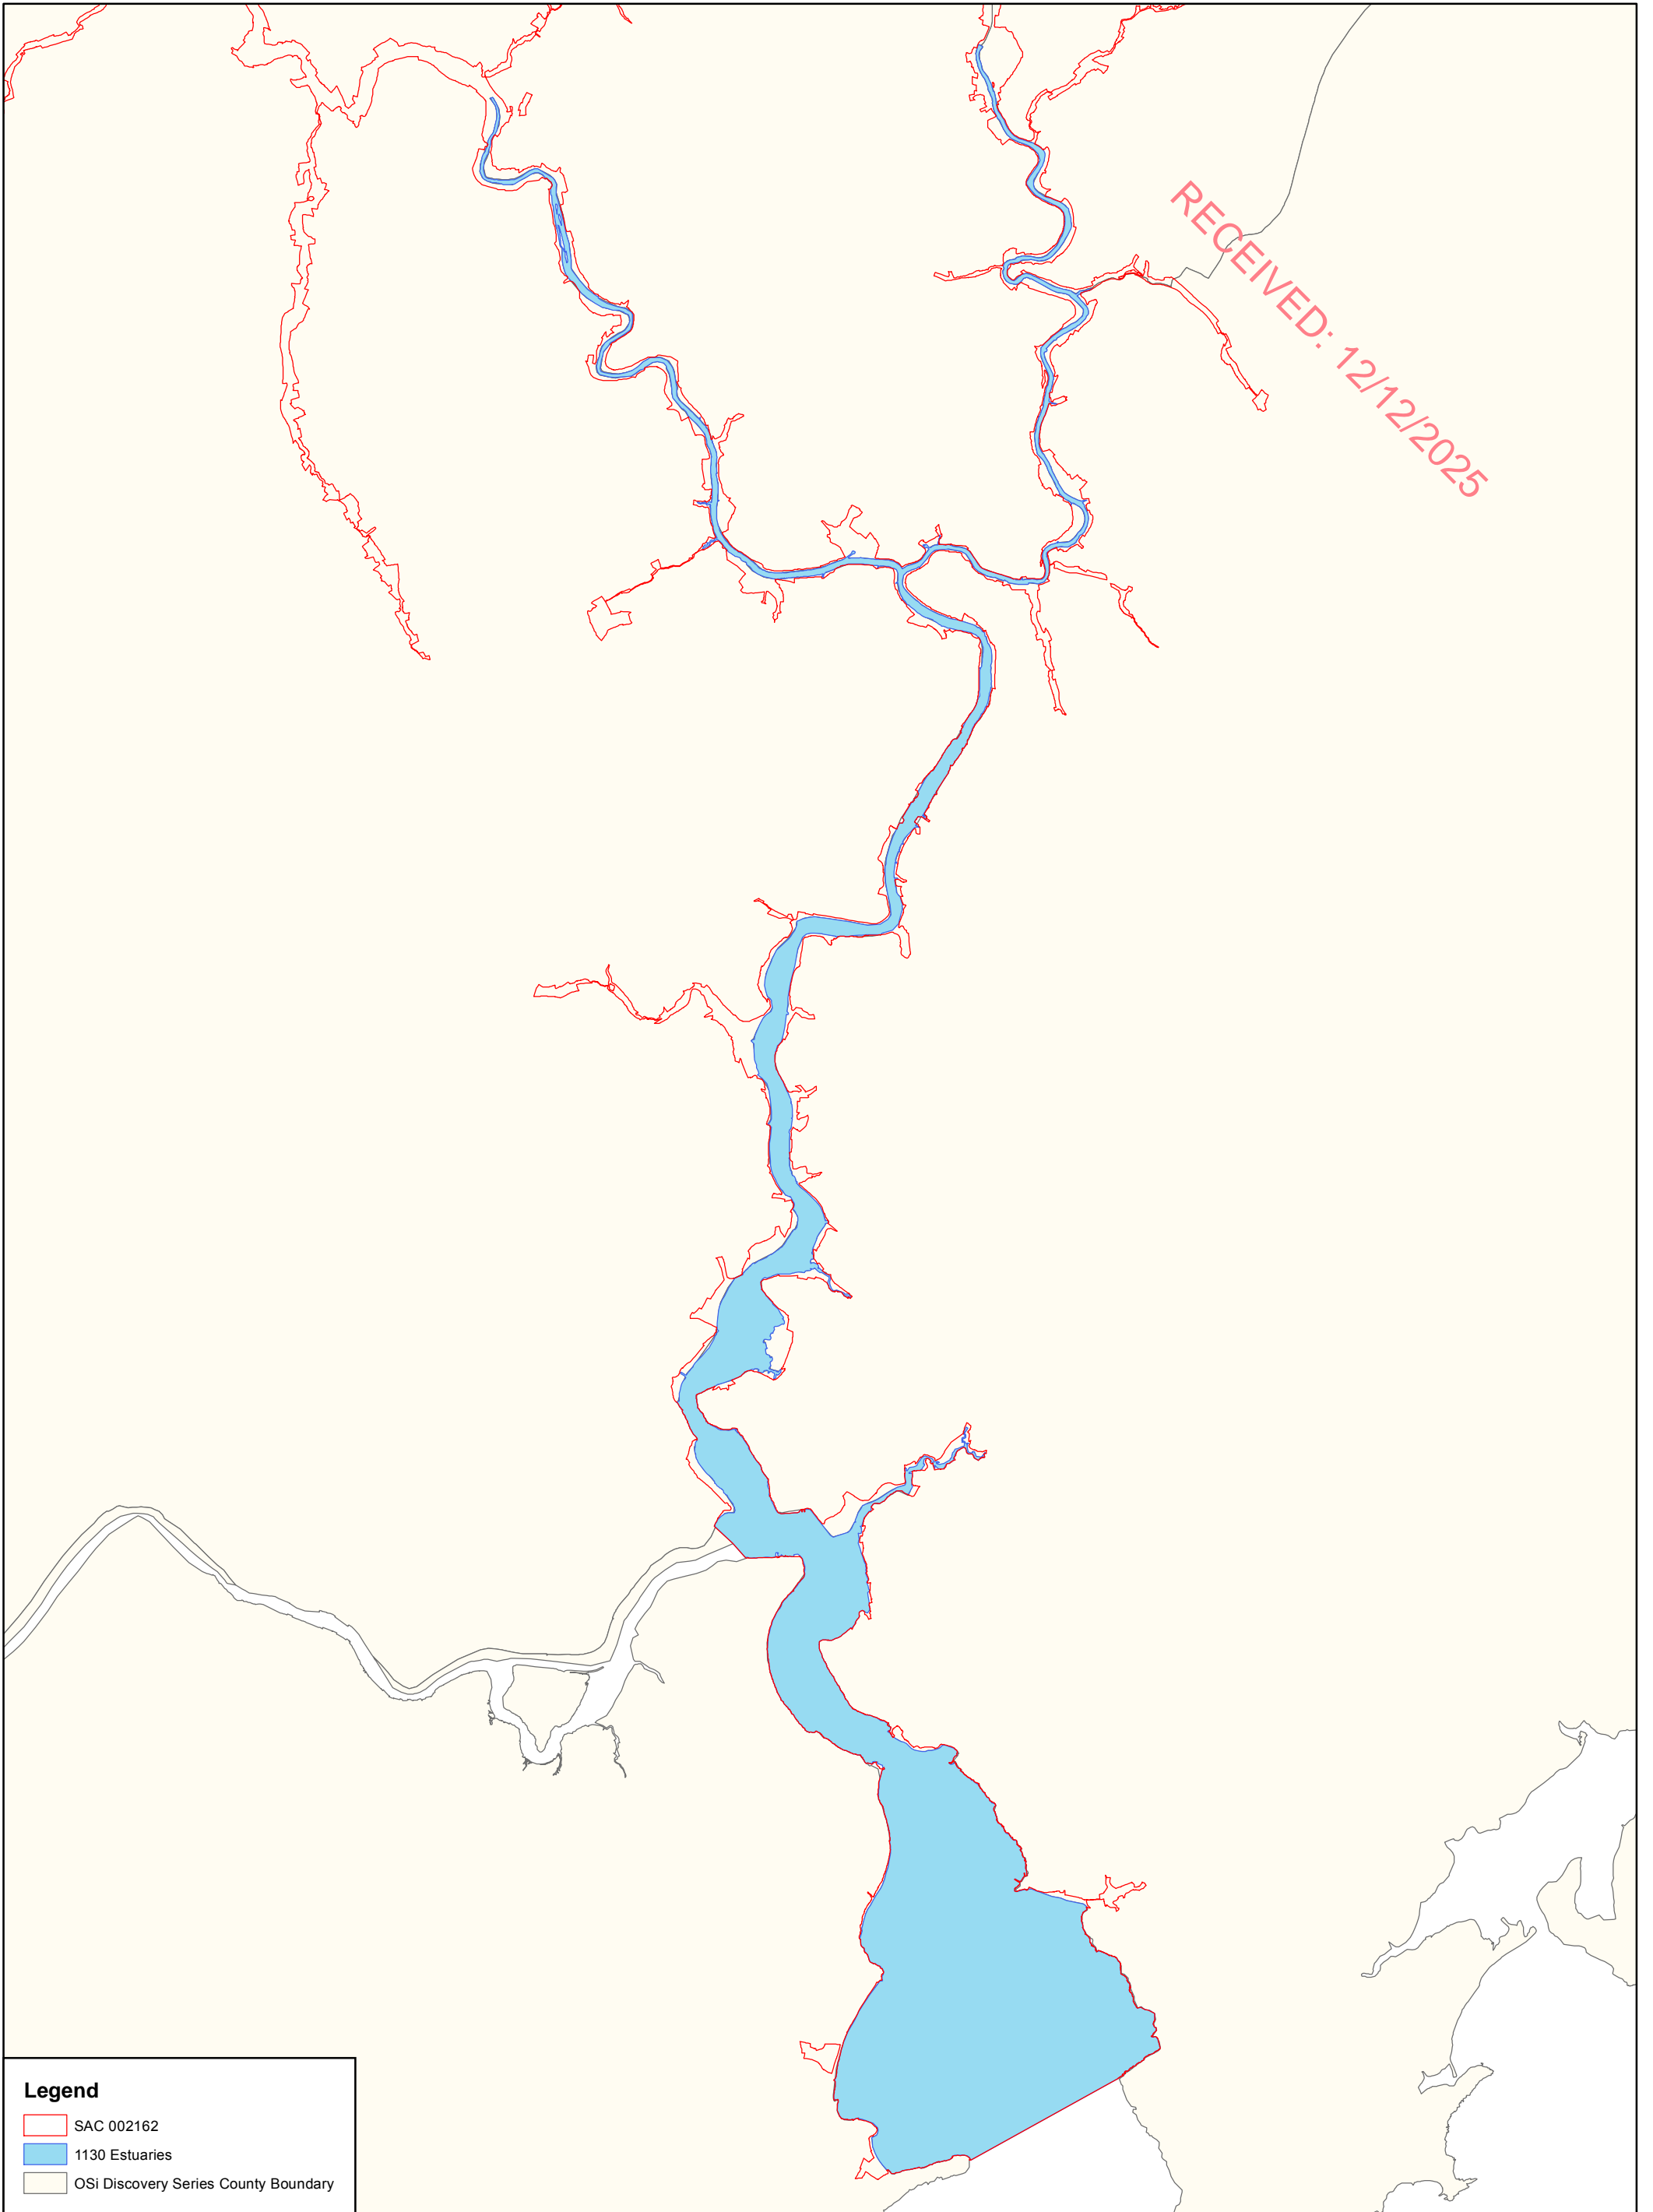 RECEIVED: 12/12/2025
Legend
SAC 002162
1130 Estuaries
OSi Discovery Series County Boundary